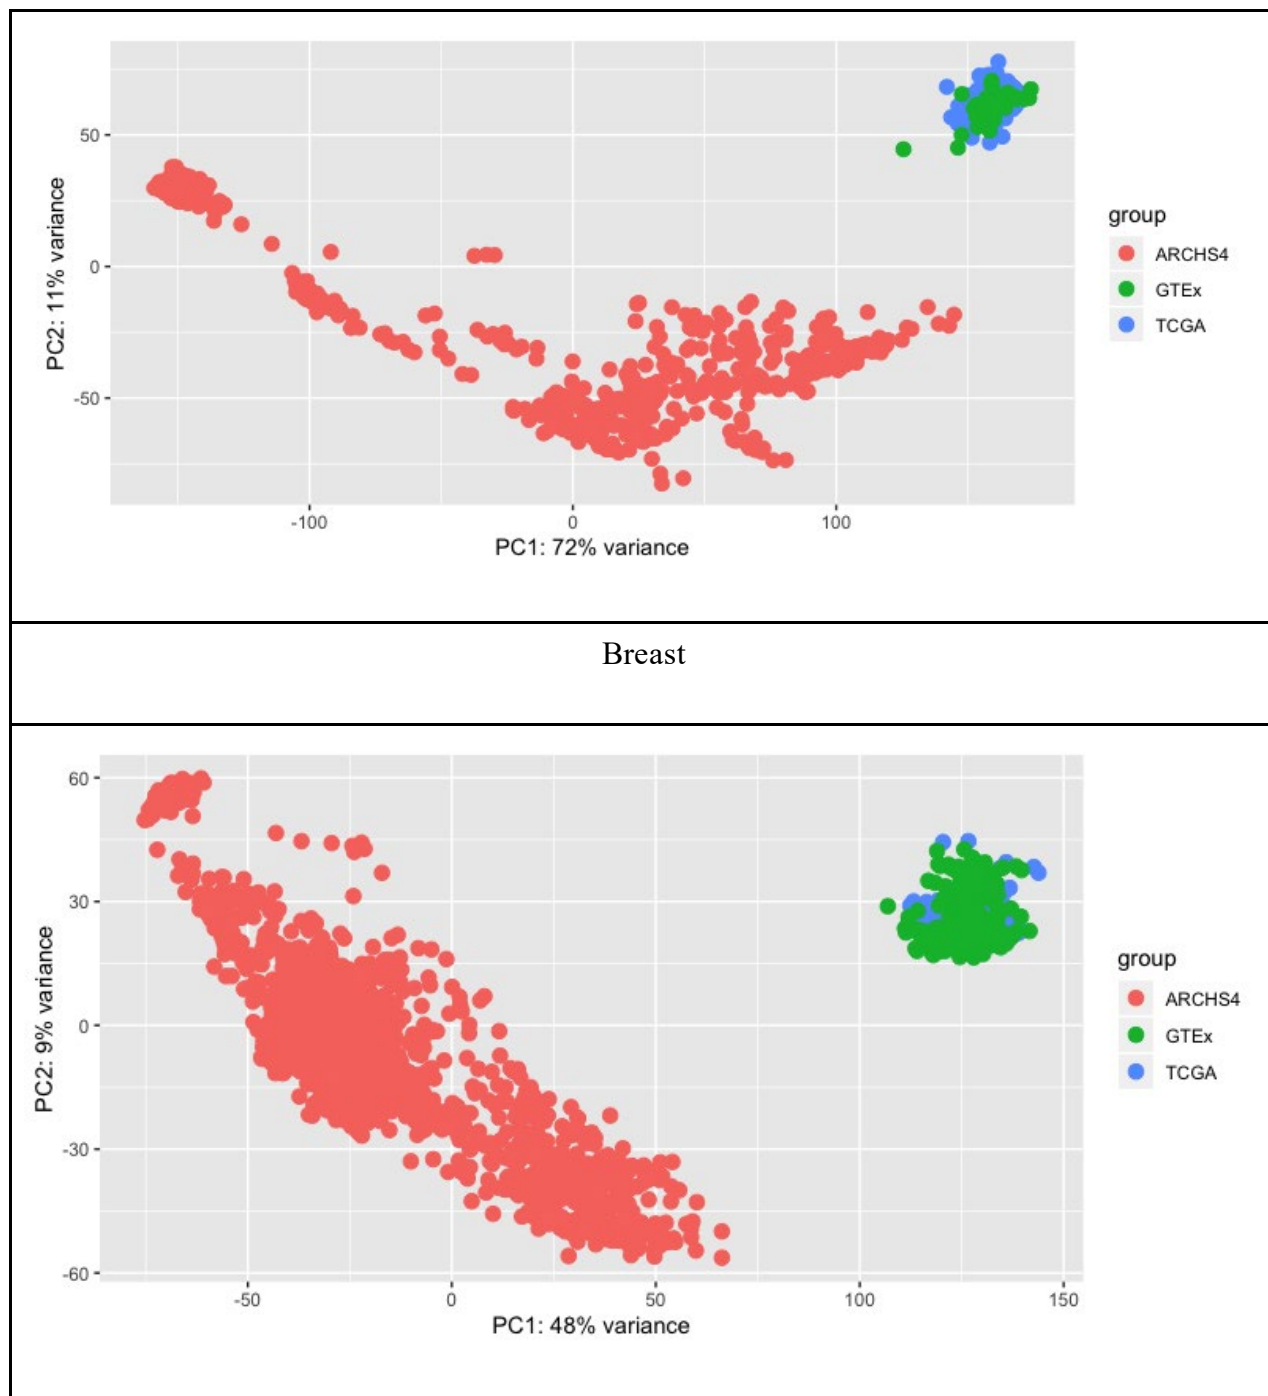 50
0
-50
PC2: 11% variance
-100
0
100
PC1: 72% variance
group
ARCHS4
GTEx
TCGA
Breast
60
30
0
-30
-60
PC2: 9% variance
-50
0
50
100
150
PC1: 48% variance
group
ARCHS4
GTEx
TCGA